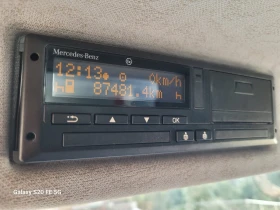 Mercedes-Benz
12:13 0km/h
h 87481.4km h
OK
Galaxy S20 FE 5G